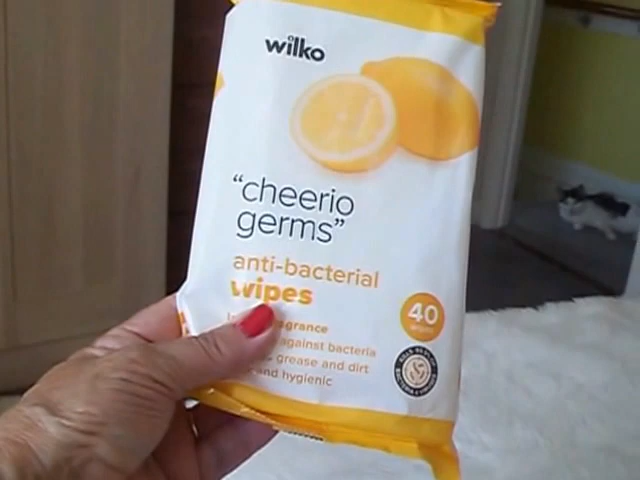 wilko
"cheerio
germs"
anti-bacterial
wipes
40
against bacteria
grease and dirt
and hygienic